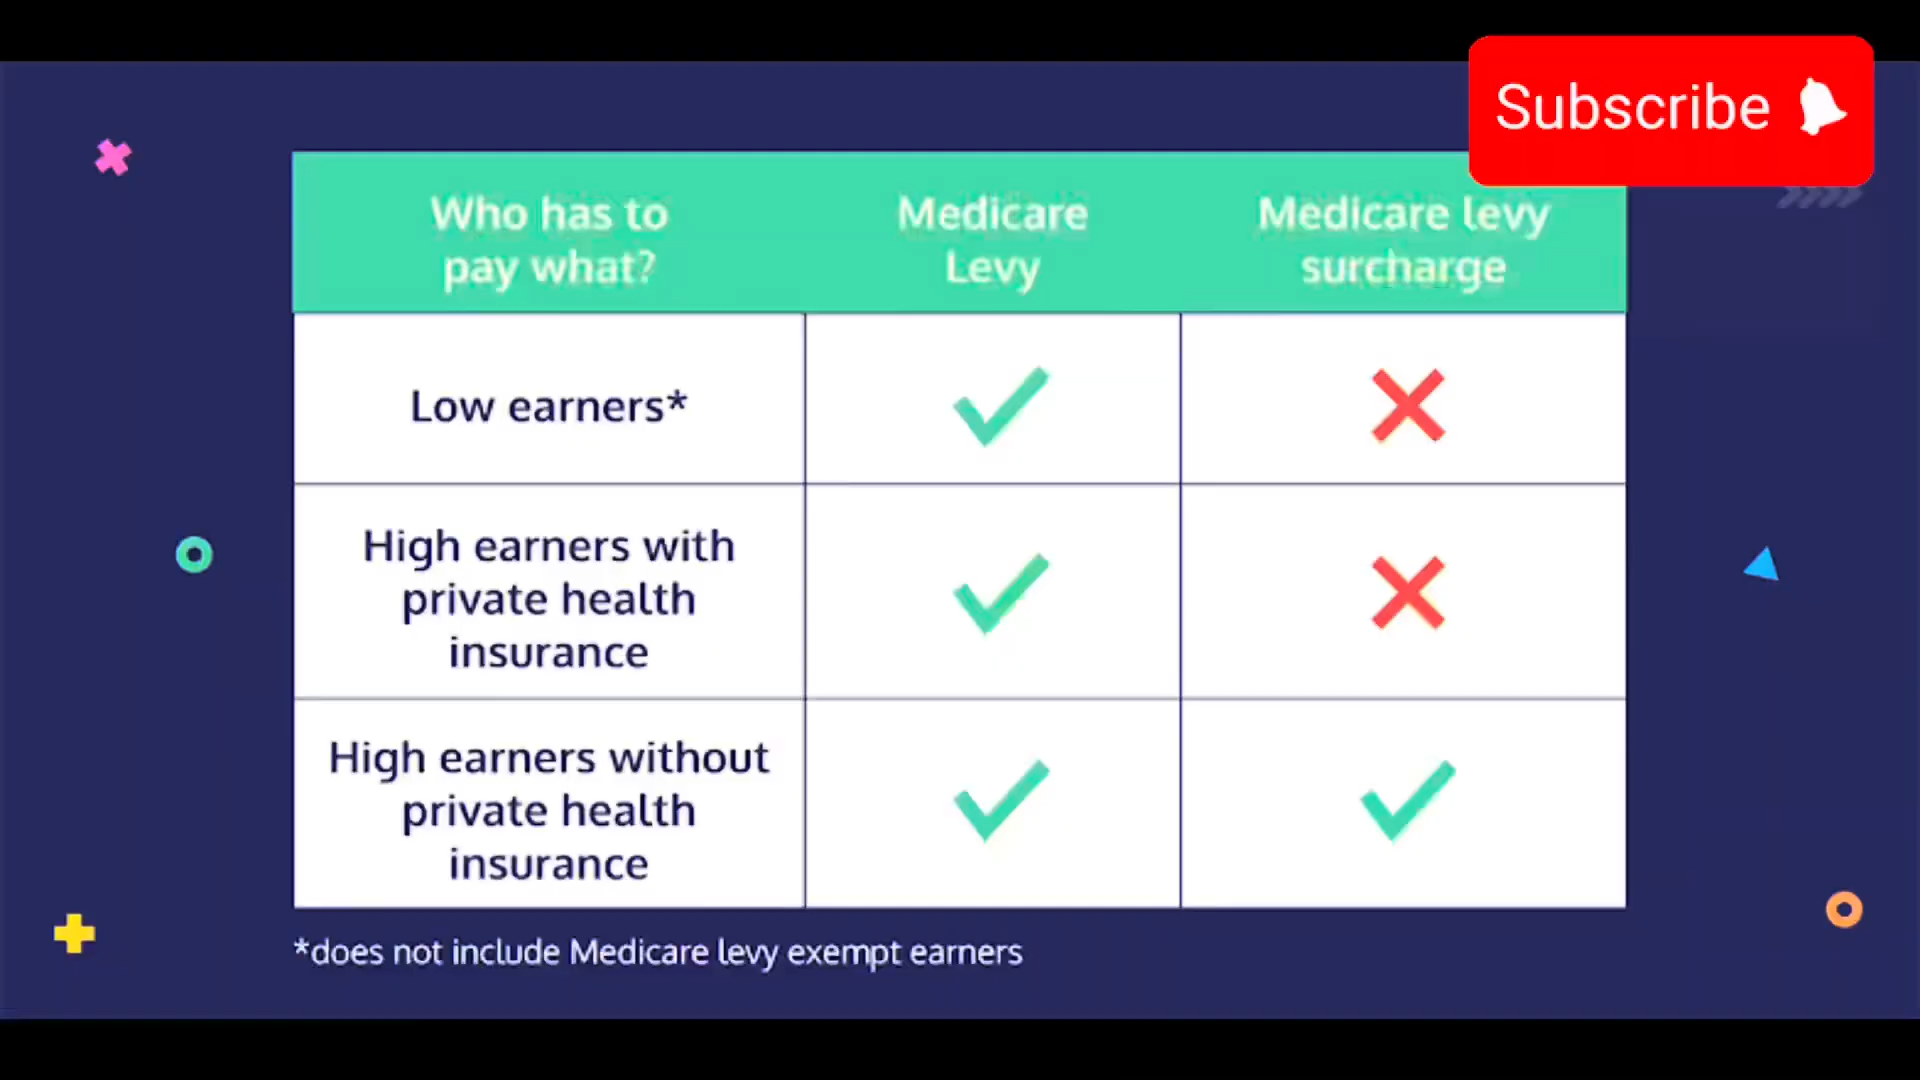 Subscribe
Who has to
pay what?
Medicare
Levy
Medicare levy
surcharge
Low earners*
High earners with
private health
insurance
High earners without
private health
insurance
*does not include Medicare levy exempt earners